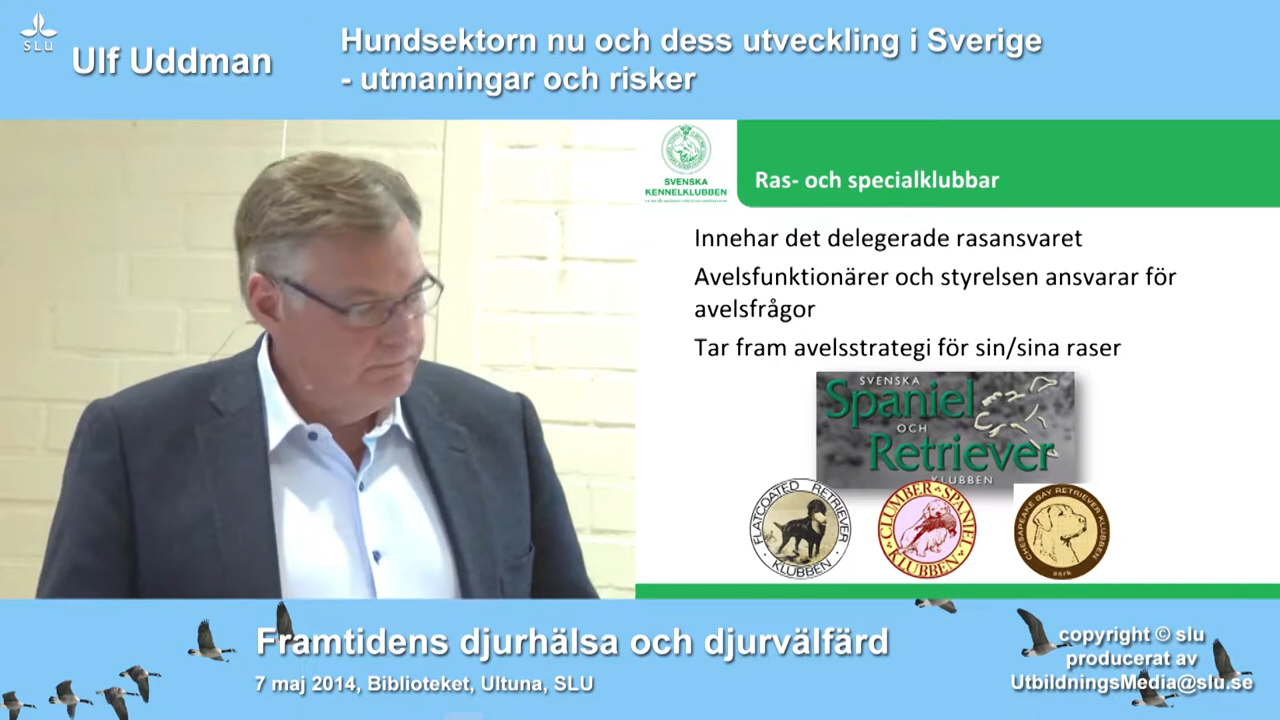 SLU
Ulf Uddman
Hundsektorn nu och dess utveckling i Sverige
- utmaningar och risker
SVENSKA
KENNELKLUBBEN
Ras- och specialklubbar
Innehar det delegerade rasansvaret
Avelsfunktionärer och styrelsen ansvarar för
avelsfrågor
Tar fram avelsstrategi för sin/sina raser
SVENSKA
Spaniel
OCH
Retriever
KLUBBEN
FLATCOATED RETRIEVER
KLUBBEN
CLUMBER SPANIEL
KLUBBEN
CHESAPEAKE BAY RETRIEVER KLUBBEN
SSRK
Framtidens djurhälsa och djurvälfärd
7 maj 2014, Biblioteket, Ultuna, SLU
copyright © slu
producerat av
UtbildningsMedia@slu.se